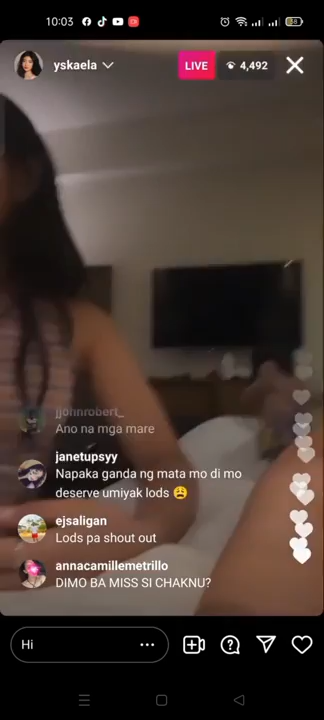 10:03
yskaela
LIVE
4,492
jjohnrobert_
Ano na mga mare
janetupsyy
Napaka ganda ng mata mo di mo
deserve umiyak lods 😩
ejsaligan
Lods pa shout out
annacamillemetrillo
DIMO BA MISS SI CHAKNU?
Hi